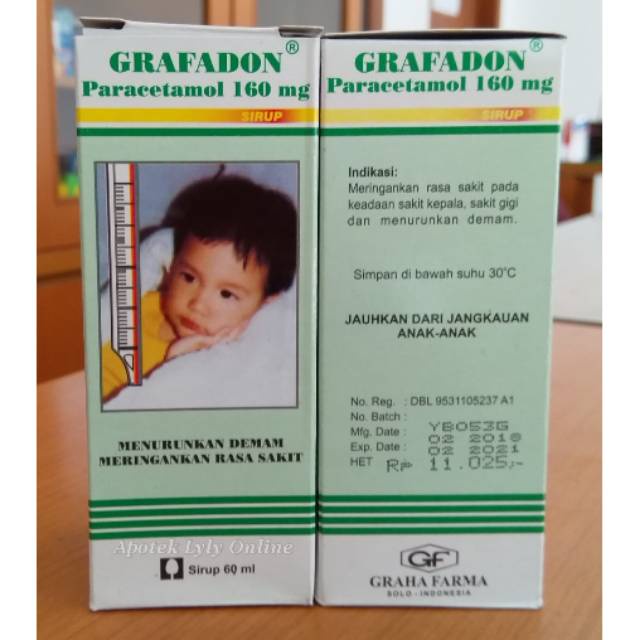 GRAFADON®
Paracetamol 160 mg
SIRUP
MENURUNKAN DEMAM
MERINGANKAN RASA SAKIT
Apotek Lyly Online
Sirup 60 ml
GRAFADON®
Paracetamol 160 mg
SIRUP
Indikasi:
Meringankan rasa sakit pada
keadaan sakit kepala, sakit gigi
dan menurunkan demam.
Simpan di bawah suhu 30°C
JAUHKAN DARI JANGKAUAN
ANAK-ANAK
No. Reg. : DBL 9531105237 A1
No. Batch : YB053G
Mfg. Date : 02 2018
Exp. Date : 02 2021
HET Rp 11.025,-
GF
GRAHA FARMA
SOLO - INDONESIA